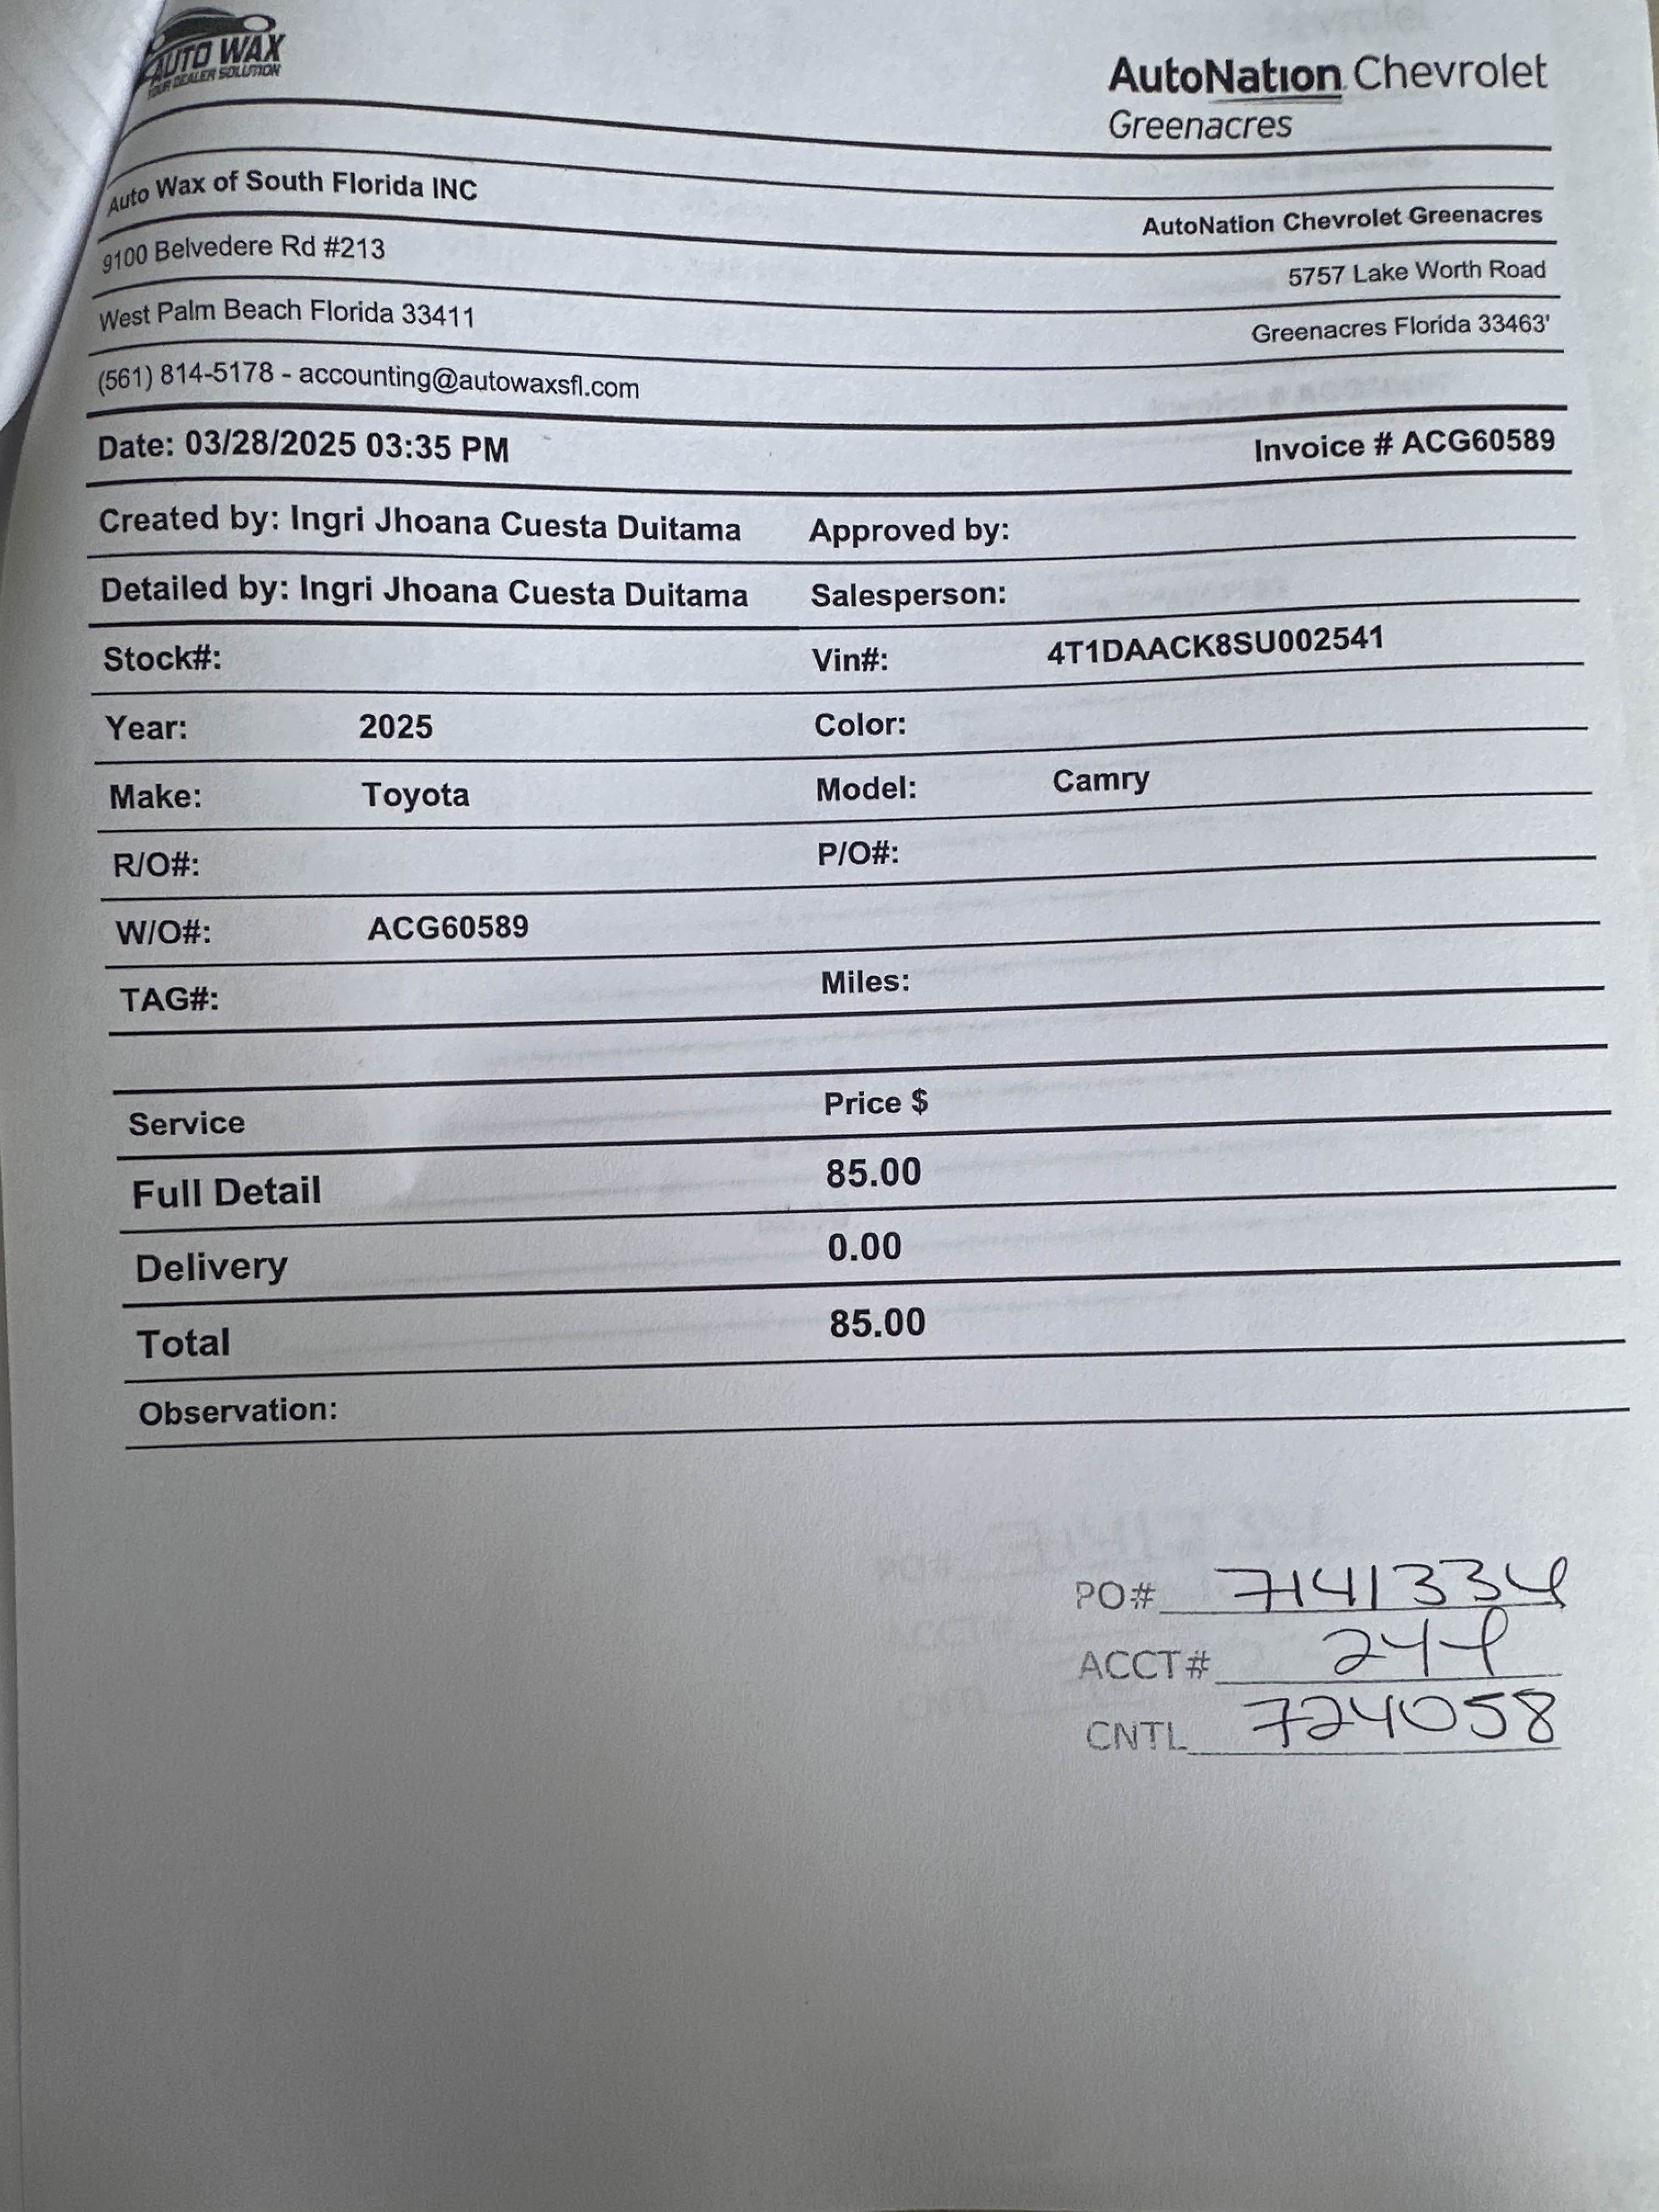 AUTO WAX
YOUR DEALER SOLUTION
AutoNation Chevrolet
Greenacres
Auto Wax of South Florida INC
AutoNation Chevrolet Greenacres
9100 Belvedere Rd #213
5757 Lake Worth Road
West Palm Beach Florida 33411
Greenacres Florida 33463'
(561) 814-5178 - accounting@autowaxsfl.com
Date: 03/28/2025 03:35 PM
Invoice # ACG60589
Created by: Ingri Jhoana Cuesta Duitama Approved by:
Detailed by: Ingri Jhoana Cuesta Duitama Salesperson:
Stock#: Vin#: 4T1DAACK8SU002541
Year: 2025 Color:
Make: Toyota Model: Camry
R/O#: P/O#:
W/O#: ACG60589
TAG#: Miles:
Service Price $
Full Detail 85.00
Delivery 0.00
Total 85.00
Observation:
PO# 7141334
ACCT#
CNTL 724058